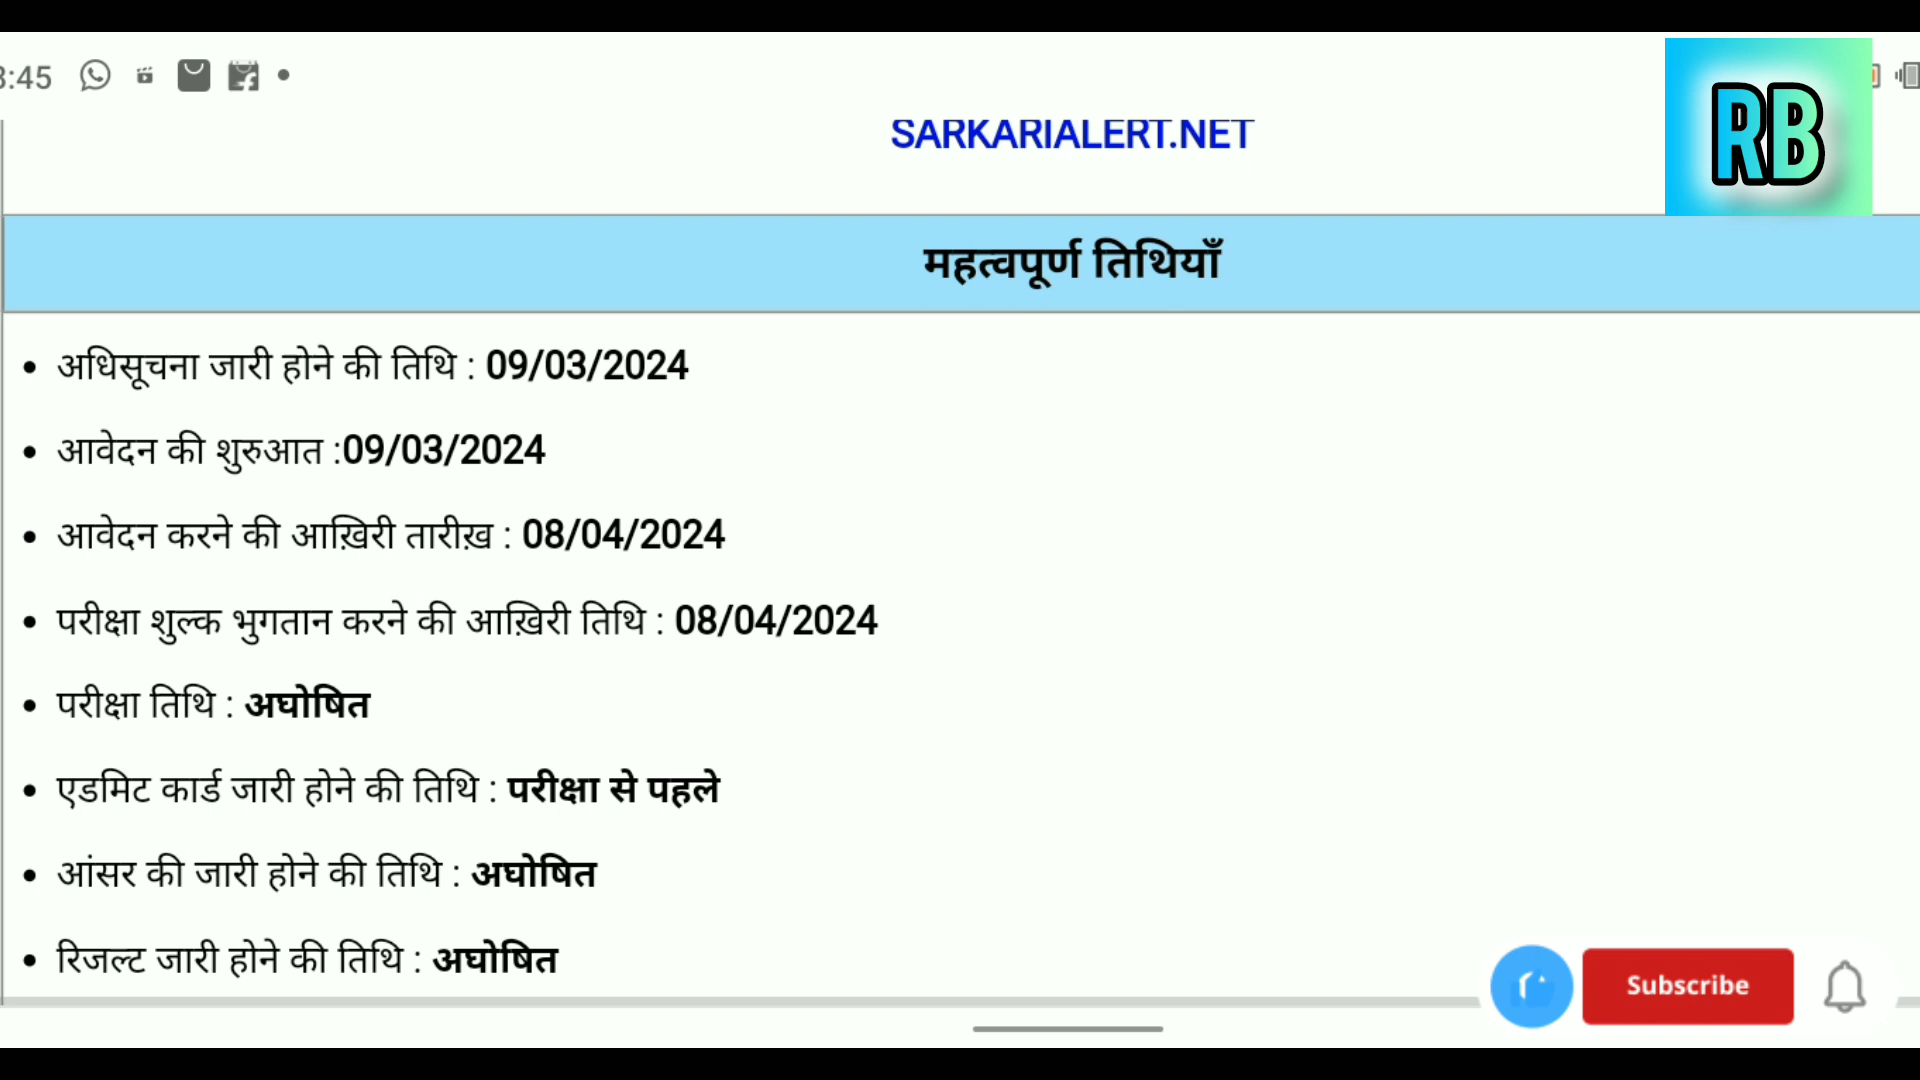 :45
SARKARIALERT.NET
RB
महत्वपूर्ण तिथियाँ
• अधिसूचना जारी होने की तिथि : 09/03/2024
• आवेदन की शुरुआत :09/03/2024
• आवेदन करने की आख़िरी तारीख़ : 08/04/2024
• परीक्षा शुल्क भुगतान करने की आख़िरी तिथि : 08/04/2024
• परीक्षा तिथि : अघोषित
• एडमिट कार्ड जारी होने की तिथि : परीक्षा से पहले
• आंसर की जारी होने की तिथि : अघोषित
• रिजल्ट जारी होने की तिथि : अघोषित
Subscribe